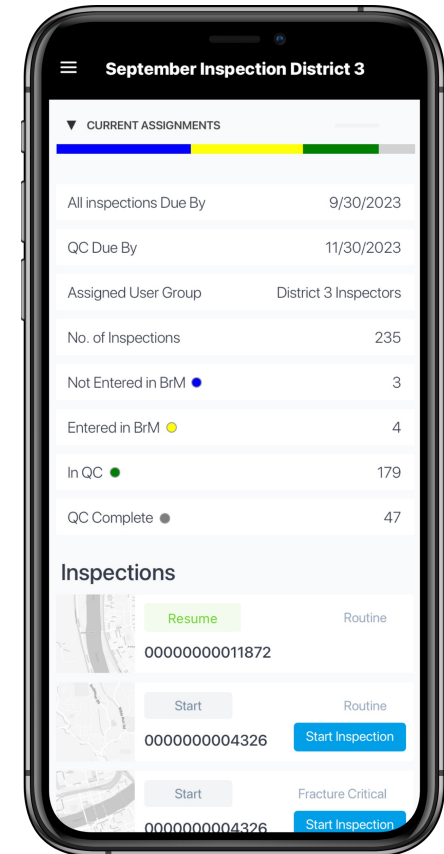 September Inspection District 3
▼ CURRENT ASSIGNMENTS
All inspections Due By 9/30/2023
QC Due By 11/30/2023
Assigned User Group District 3 Inspectors
No. of Inspections 235
Not Entered in BrM 3
Entered in BrM 4
In QC 179
QC Complete 47
Inspections
Resume Routine
00000000011872
Start Routine
0000000004326 Start Inspection
Start Fracture Critical
0000000004326 Start Inspection